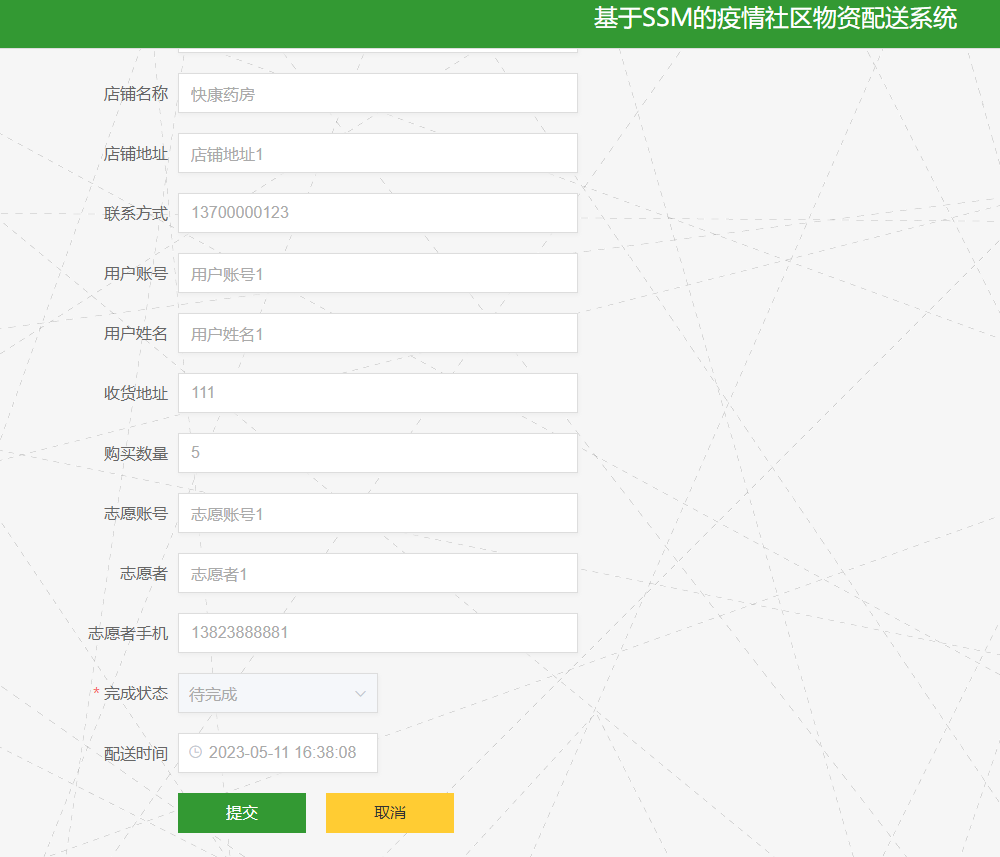 基于SSM的疫情社区物资配送系统
店铺名称 快康药房
店铺地址 店铺地址1
联系方式 13700000123
用户账号 用户账号1
用户姓名 用户姓名1
收货地址 111
购买数量 5
志愿账号 志愿账号1
志愿者 志愿者1
志愿者手机 13823888881
* 完成状态 待完成
配送时间 2023-05-11 16:38:08
提交 取消